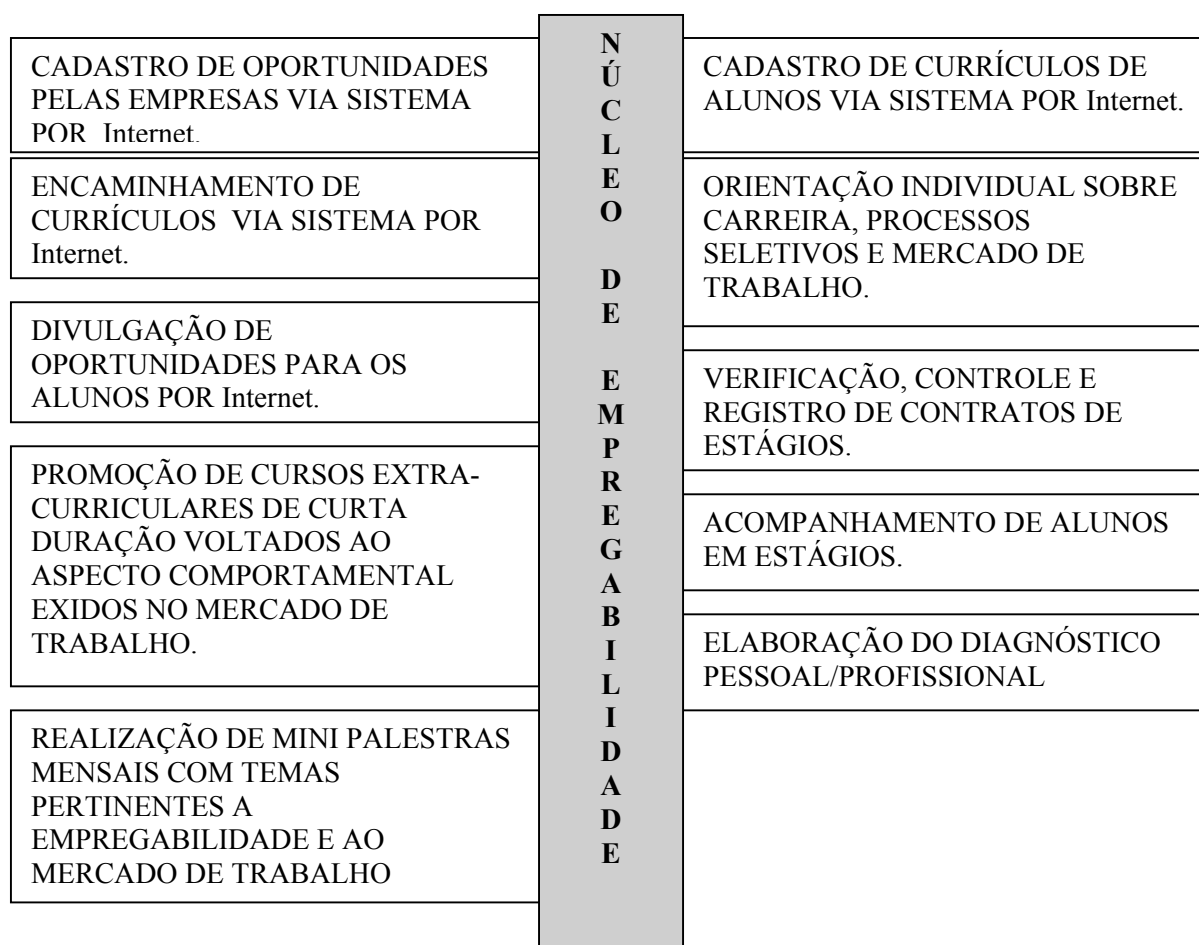 CADASTRO DE OPORTUNIDADES
PELAS EMPRESAS VIA SISTEMA
POR Internet.
ENCAMINHAMENTO DE
CURRÍCULOS VIA SISTEMA POR
Internet.
DIVULGAÇÃO DE
OPORTUNIDADES PARA OS
ALUNOS POR Internet.
PROMOÇÃO DE CURSOS EXTRA-
CURRICULARES DE CURTA
DURAÇÃO VOLTADOS AO
ASPECTO COMPORTAMENTAL
EXIDOS NO MERCADO DE
TRABALHO.
REALIZAÇÃO DE MINI PALESTRAS
MENSAIS COM TEMAS
PERTINENTES A
EMPREGABILIDADE E AO
MERCADO DE TRABALHO
NÚCLEO DE EMPREGABILIDADE
CADASTRO DE CURRÍCULOS DE
ALUNOS VIA SISTEMA POR Internet.
ORIENTAÇÃO INDIVIDUAL SOBRE
CARREIRA, PROCESSOS
SELETIVOS E MERCADO DE
TRABALHO.
VERIFICAÇÃO, CONTROLE E
REGISTRO DE CONTRATOS DE
ESTÁGIOS.
ACOMPANHAMENTO DE ALUNOS
EM ESTÁGIOS.
ELABORAÇÃO DO DIAGNÓSTICO
PESSOAL/PROFISSIONAL